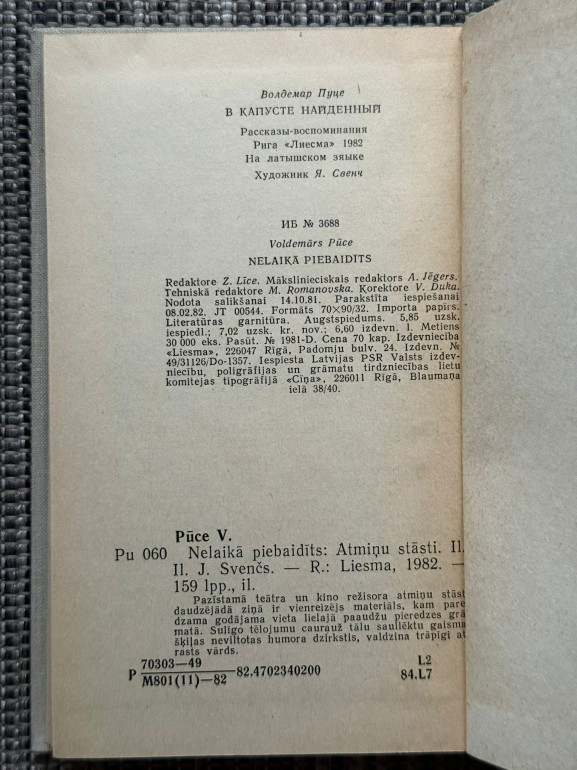 Волдемар Пуце
В КАПУСТЕ НАЙДЕННЫЙ
Рассказы-воспоминания
Рига «Лиесма» 1982
На латышском языке
Художник Я. Свенч
ИБ № 3688
Voldemārs Pūce
NELAIKĀ PIEBAIDĪTS
Redaktore Z. Līce. Mākslinieciskais redaktors A. Jēgers.
Tehniskā redaktore M. Romanovska. Korektore V. Duka.
Nodota salikšanai 14.10.81. Parakstīta iespiešanai
08.02.82. JT 00544. Formāts 70×90/32. Importa papīrs.
Literatūras garnitūra. Augstspiedums. 5,85 uzsk.
iespiedl.; 7,02 uzsk. kr. nov.; 6,60 izdevn. l. Metiens
30 000 eks. Pasūt. № 1981-D. Cena 70 kap. Izdevniecība
«Liesma», 226047 Rīgā, Padomju bulv. 24. Izdevn. №
49/31126/Do-1357. Iespiesta Latvijas PSR Valsts izdev-
niecību, poligrāfijas un grāmatu tirdzniecības lietu
komitejas tipogrāfijā «Cīņa», 226011 Rīgā, Blaumaņa
ielā 38/40.
Pūce V.
Pu 060 Nelaikā piebaidīts: Atmiņu stāsti. Il.
Il. J. Svenčs. — R.: Liesma, 1982. —
159 lpp., il.
Pazīstamā teātra un kino režisora atmiņu stāst
daudzējādā ziņā ir vienreizējs materiāls, kam pare
dzama godājama vieta lielajā paaudžu pieredzes grā
matā. Sulīgo tēlojumu caurauž tālu saulēktu gaisma
šķiļas neviltotas humora dzirkstis, valdzina trāpīgi at
rasts vārds.
P 70303—49
M801(11)—82 —82.4702340200
L2
84.L7